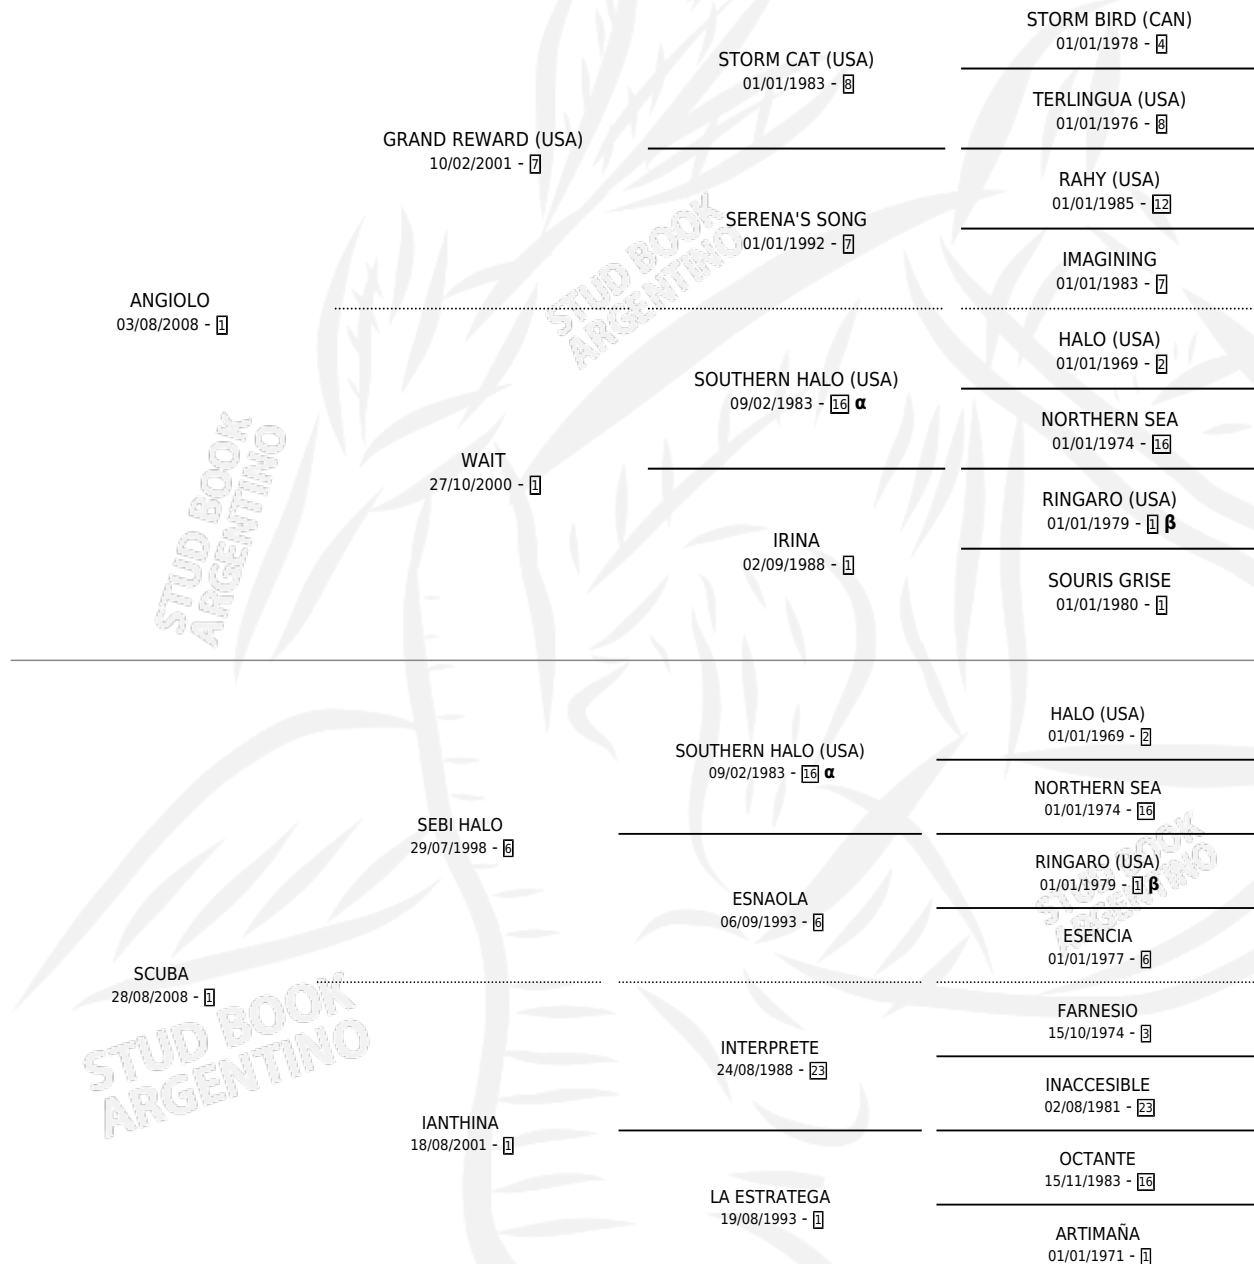 STORM BIRD (CAN)
01/01/1978 - 4
STORM CAT (USA)
01/01/1983 - 8
TERLINGUA (USA)
01/01/1976 - 8
GRAND REWARD (USA)
10/02/2001 - 7
RAHY (USA)
01/01/1985 - 12
SERENA'S SONG
01/01/1992 - 7
IMAGINING
01/01/1983 - 7
ANGIOLO
03/08/2008 - 1
HALO (USA)
01/01/1969 - 2
SOUTHERN HALO (USA)
09/02/1983 - 16 α
NORTHERN SEA
01/01/1974 - 16
WAIT
27/10/2000 - 1
RINGARO (USA)
01/01/1979 - 1 β
IRINA
02/09/1988 - 1
SOURIS GRISE
01/01/1980 - 1
HALO (USA)
01/01/1969 - 2
SOUTHERN HALO (USA)
09/02/1983 - 16 α
NORTHERN SEA
01/01/1974 - 16
SEBI HALO
29/07/1998 - 6
RINGARO (USA)
01/01/1979 - 1 β
ESNAOLA
06/09/1993 - 6
ESENCIA
01/01/1977 - 6
SCUBA
28/08/2008 - 1
FARNESIO
15/10/1974 - 3
INTERPRETE
24/08/1988 - 23
INACCESIBLE
02/08/1981 - 23
IANTHINA
18/08/2001 - 1
OCTANTE
15/11/1983 - 16
LA ESTRATEGA
19/08/1993 - 1
ARTIMAÑA
01/01/1971 - 1
STUD BOOK
ARGENTINO
STUD BOOK
ARGENTINO
STUD BOOK
ARGENTINO
STUD BOOK
ARGENTINO